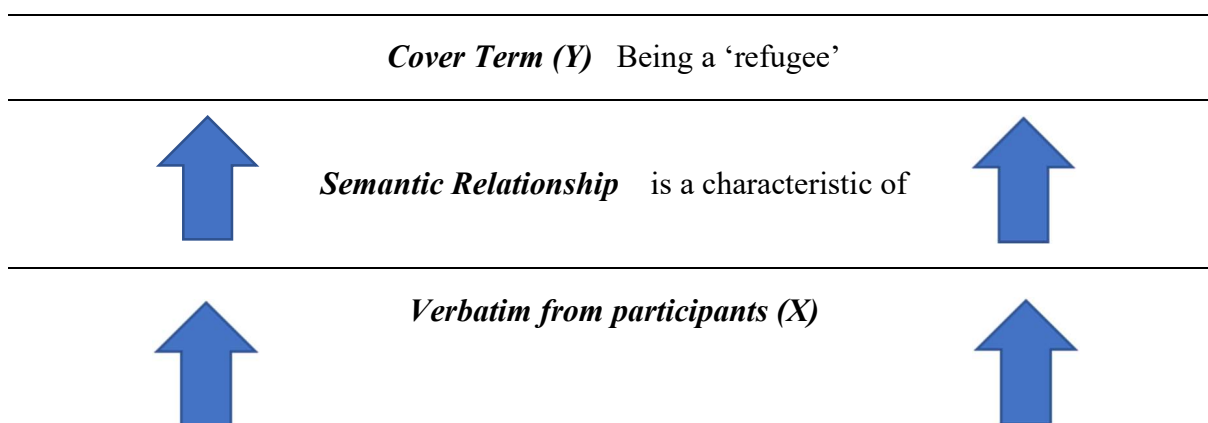 Cover Term (Y) Being a ‘refugee’
Semantic Relationship is a characteristic of
Verbatim from participants (X)